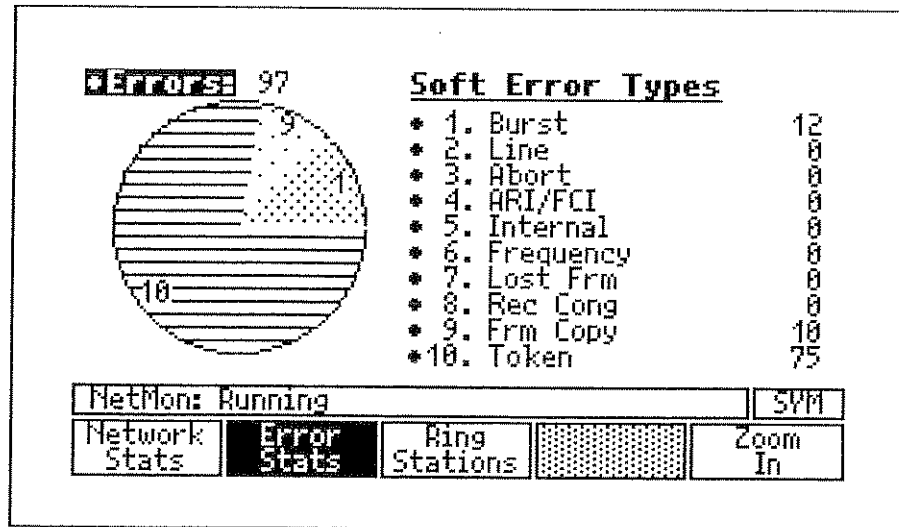 *Errors: 97
9
1
10
Soft Error Types
* 1. Burst 12
* 2. Line 0
* 3. Abort 0
* 4. ARI/FCI 0
* 5. Internal 0
* 6. Frequency 0
* 7. Lost Frm 0
* 8. Rec Cong 0
* 9. Frm Copy 10
*10. Token 75
NetMon: Running SYM
Network Stats
Error Stats
Ring Stations
Zoom In